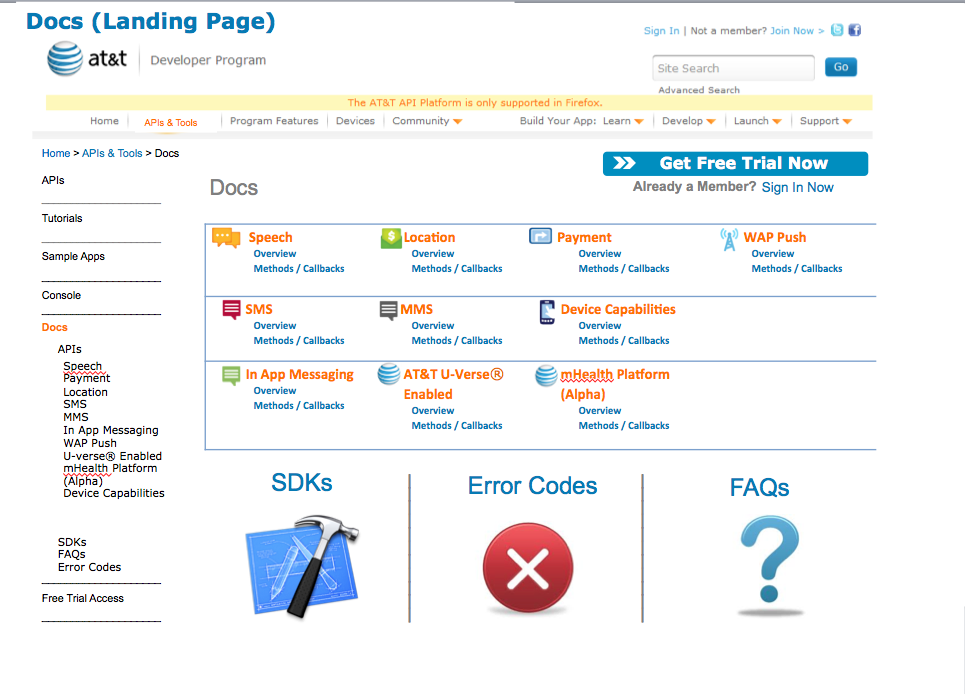 Docs (Landing Page)
Sign In | Not a member? Join Now >
at&t Developer Program
Site Search Go
Advanced Search
The AT&T API Platform is only supported in Firefox.
Home APIs & Tools Program Features Devices Community Build Your App: Learn Develop Launch Support
Home > APIs & Tools > Docs
Get Free Trial Now
Already a Member? Sign In Now
APIs
Tutorials
Sample Apps
Console
Docs
APIs
Speech
Payment
Location
SMS
MMS
In App Messaging
WAP Push
U-verse® Enabled
mHealth Platform
(Alpha)
Device Capabilities
SDKs
FAQs
Error Codes
Free Trial Access
Docs
Speech
Overview
Methods / Callbacks
Location
Overview
Methods / Callbacks
Payment
Overview
Methods / Callbacks
WAP Push
Overview
Methods / Callbacks
SMS
Overview
Methods / Callbacks
MMS
Overview
Methods / Callbacks
Device Capabilities
Overview
Methods / Callbacks
In App Messaging
Overview
Methods / Callbacks
AT&T U-Verse®
Enabled
Overview
Methods / Callbacks
mHealth Platform
(Alpha)
Overview
Methods / Callbacks
SDKs
Error Codes
FAQs